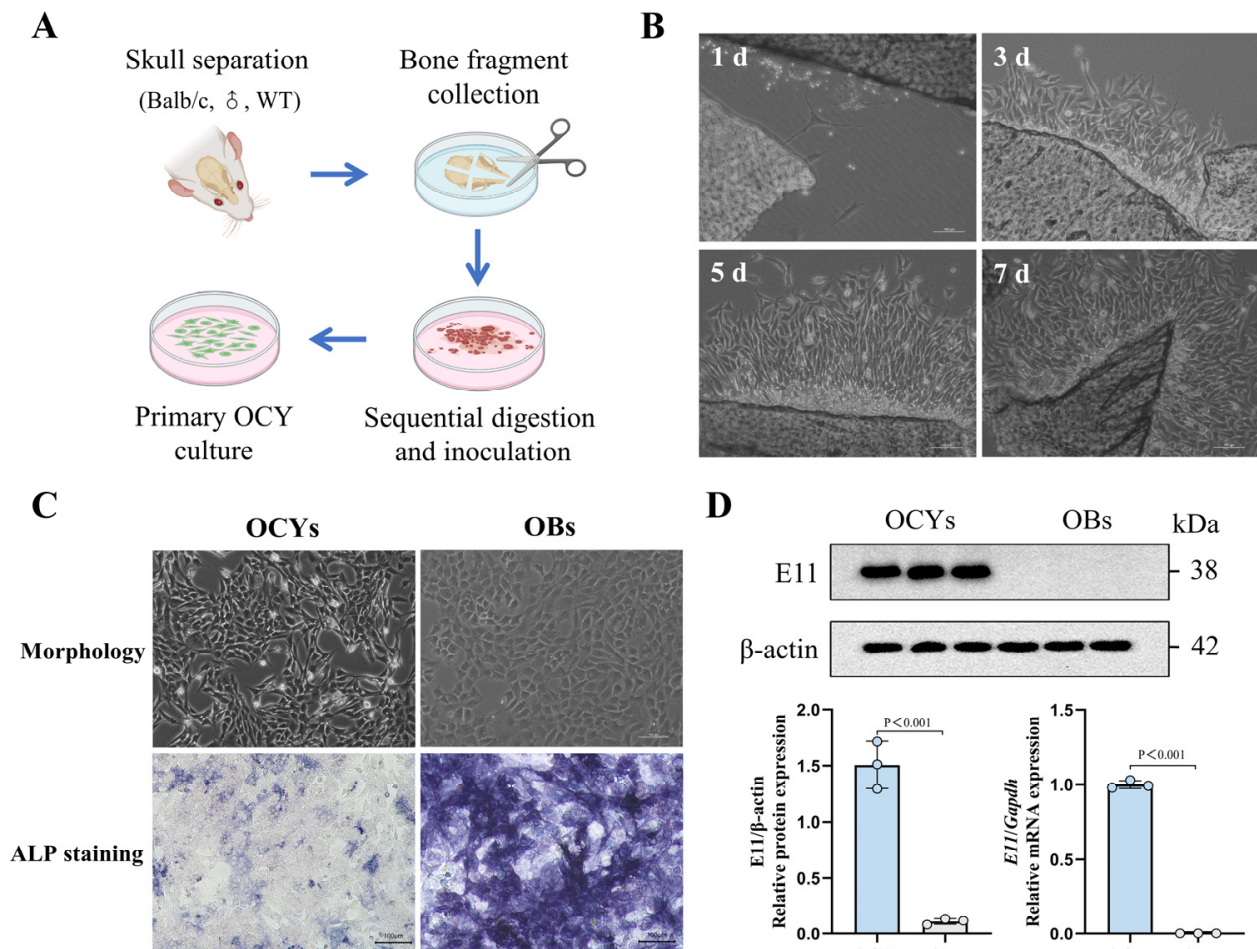 A
Skull separation
(Balb/c, ♂, WT)
Bone fragment
collection
Primary OCY
culture
Sequential digestion
and inoculation
B
1 d
3 d
5 d
7 d
C
OCYs
OBs
Morphology
ALP staining
100μm
100μm
D
OCYs
OBs
kDa
E11
38
β-actin
42
E11/β-actin
Relative protein expression
2.0
1.5
1.0
0.5
0.0
P<0.001
E11/Gapdh
Relative mRNA expression
1.5
1.0
0.5
0.0
P<0.001